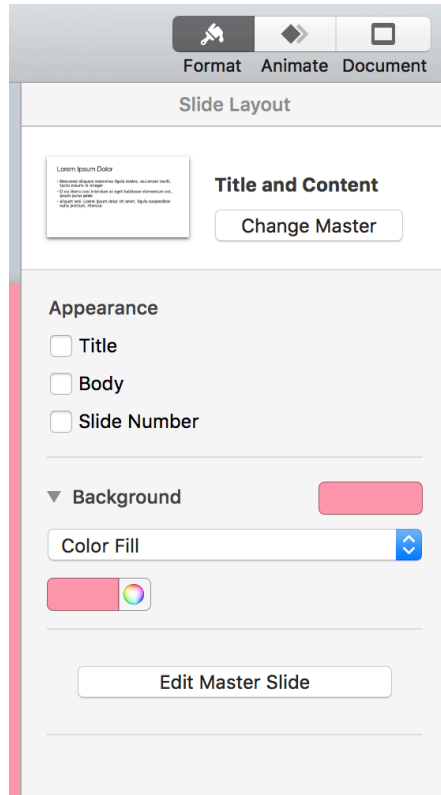 Format Animate Document
Slide Layout
Lorem Ipsum Dolor
Title and Content
Change Master
Appearance
Title
Body
Slide Number
Background
Color Fill
Edit Master Slide